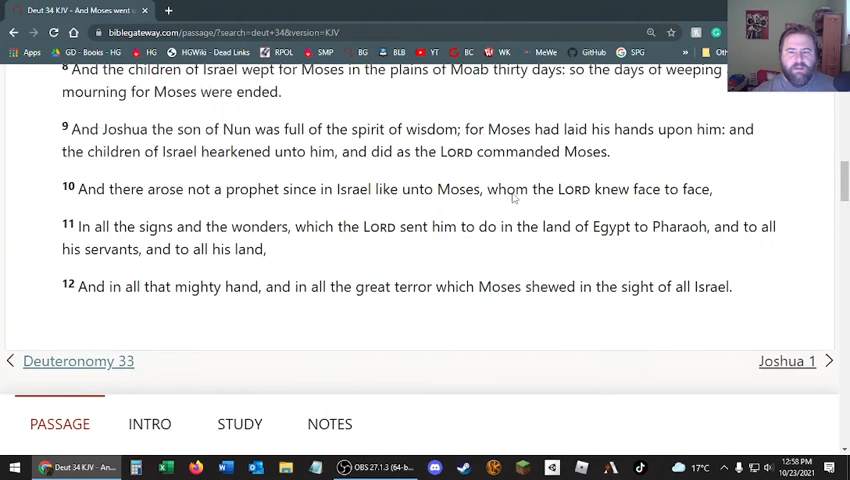 Deut 34 KJV - And Moses went u
biblegateway.com/passage/?search=deut+34&version=KJV
Apps GD - Books - HG HG HGWiki - Dead Links RPOL SMP BG BLB YT BC WK MeWe GitHub SPG » Oth
8 And the children of Israel wept for Moses in the plains of Moab thirty days: so the days of weeping
mourning for Moses were ended.
9 And Joshua the son of Nun was full of the spirit of wisdom; for Moses had laid his hands upon him: and
the children of Israel hearkened unto him, and did as the LORD commanded Moses.
10 And there arose not a prophet since in Israel like unto Moses, whom the LORD knew face to face,
11 In all the signs and the wonders, which the LORD sent him to do in the land of Egypt to Pharaoh, and to all
his servants, and to all his land,
12 And in all that mighty hand, and in all the great terror which Moses shewed in the sight of all Israel.
Deuteronomy 33 Joshua 1
PASSAGE INTRO STUDY NOTES
Deut 34 KJV - An... OBS 27.1.3 (64-b... 17°C 12:58 PM
10/23/2021